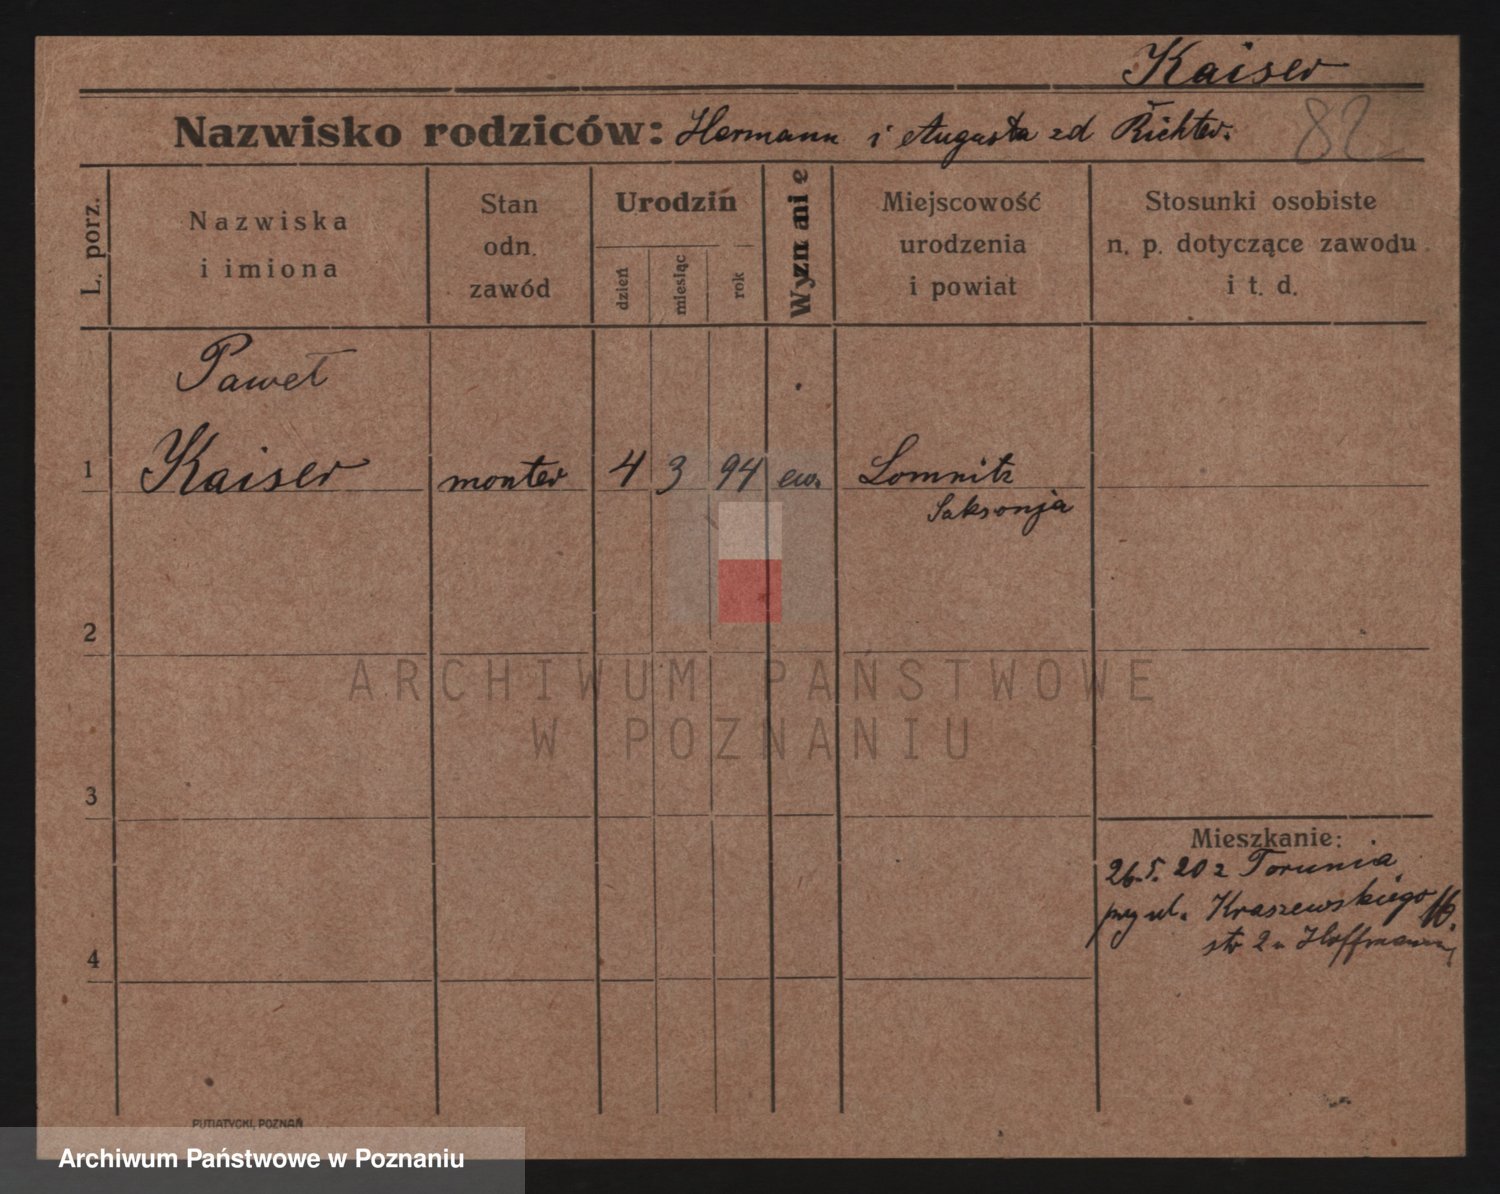 Kaiser
Nazwisko rodziców: Hermann i Augusta zd Richter.
82
L. porz.
Nazwiska
i imiona
Stan
odn.
zawód
Urodzin
dzień
miesiąc
rok
Wyznanie
Miejscowość
urodzenia
i powiat
Stosunki osobiste
n. p. dotyczące zawodu
i t. d.
Paweł
1 Kaiser monter 4 3 94 ew. Lomnitz
Saksonja
2
ARCHIWUM PAŃSTWOWE
W POZNANIU
3
Mieszkanie:
26.5.20 z Torunia
przy ul. Kraszewskiego 16.
str 2 u Hoffmann
4
PUTIATYCKI, POZNAŃ
Archiwum Państwowe w Poznaniu